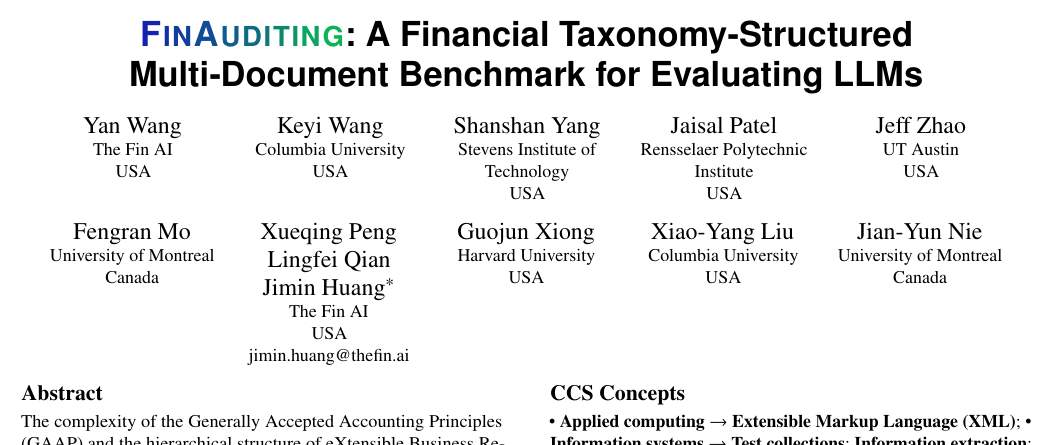 FINAUDITING: A Financial Taxonomy-Structured
Multi-Document Benchmark for Evaluating LLMs
Yan Wang
The Fin AI
USA
Keyi Wang
Columbia University
USA
Shanshan Yang
Stevens Institute of
Technology
USA
Jaisal Patel
Rensselaer Polytechnic
Institute
USA
Jeff Zhao
UT Austin
USA
Fengran Mo
University of Montreal
Canada
Xueqing Peng
Lingfei Qian
Jimin Huang*
The Fin AI
USA
jimin.huang@thefin.ai
Guojun Xiong
Harvard University
USA
Xiao-Yang Liu
Columbia University
USA
Jian-Yun Nie
University of Montreal
Canada
Abstract
The complexity of the Generally Accepted Accounting Principles
(GAAP) and the hierarchical structure of eXtensible Business Re-
CCS Concepts
• Applied computing → Extensible Markup Language (XML); •
Information systems → Test collections; Information extraction;